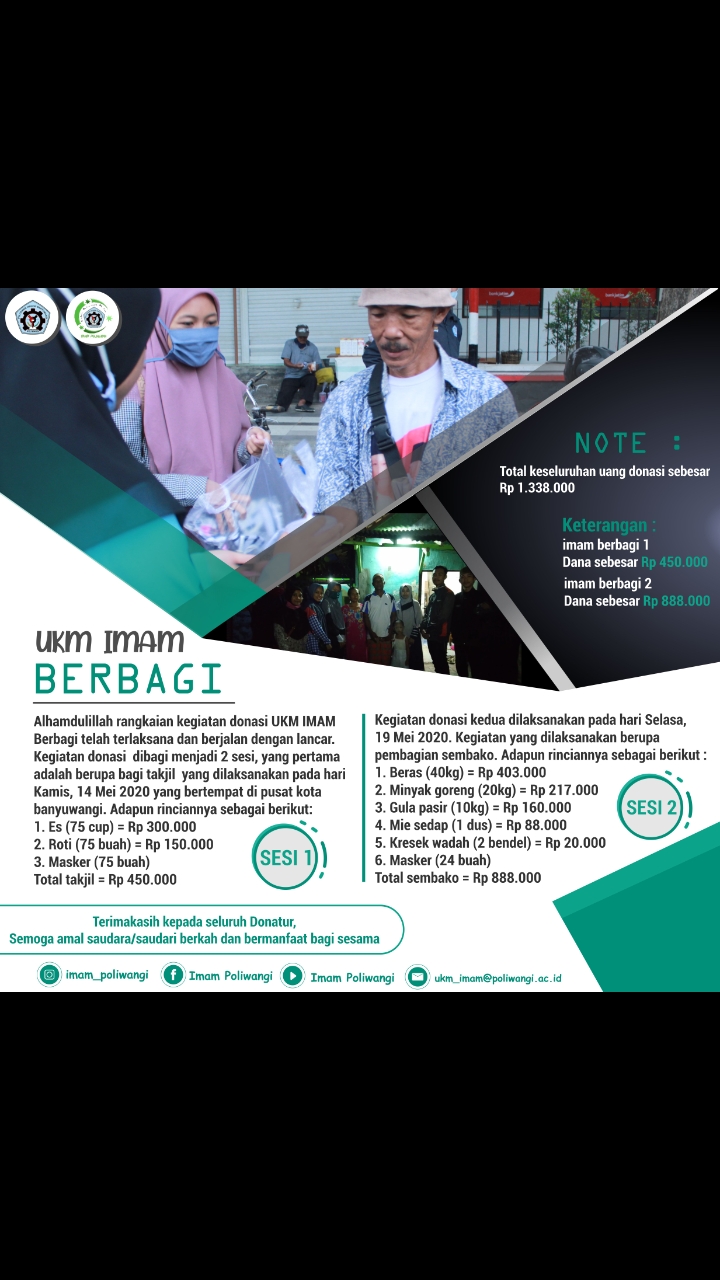 NOTE :
Total keseluruhan uang donasi sebesar
Rp 1.338.000
Keterangan :
imam berbagi 1
Dana sebesar Rp 450.000
imam berbagi 2
Dana sebesar Rp 888.000
UKM IMAM
BERBAGI
Alhamdulillah rangkaian kegiatan donasi UKM IMAM
Berbagi telah terlaksana dan berjalan dengan lancar.
Kegiatan donasi dibagi menjadi 2 sesi, yang pertama
adalah berupa bagi takjil yang dilaksanakan pada hari
Kamis, 14 Mei 2020 yang bertempat di pusat kota
banyuwangi. Adapun rinciannya sebagai berikut:
1. Es (75 cup) = Rp 300.000
2. Roti (75 buah) = Rp 150.000
3. Masker (75 buah)
Total takjil = Rp 450.000
SESI 1
Kegiatan donasi kedua dilaksanakan pada hari Selasa,
19 Mei 2020. Kegiatan yang dilaksanakan berupa
pembagian sembako. Adapun rinciannya sebagai berikut :
1. Beras (40kg) = Rp 403.000
2. Minyak goreng (20kg) = Rp 217.000
3. Gula pasir (10kg) = Rp 160.000
4. Mie sedap (1 dus) = Rp 88.000
5. Kresek wadah (2 bendel) = Rp 20.000
6. Masker (24 buah)
Total sembako = Rp 888.000
SESI 2
Terimakasih kepada seluruh Donatur,
Semoga amal saudara/saudari berkah dan bermanfaat bagi sesama
imam_poliwangi Imam Poliwangi Imam Poliwangi ukm_imam@poliwangi.ac.id